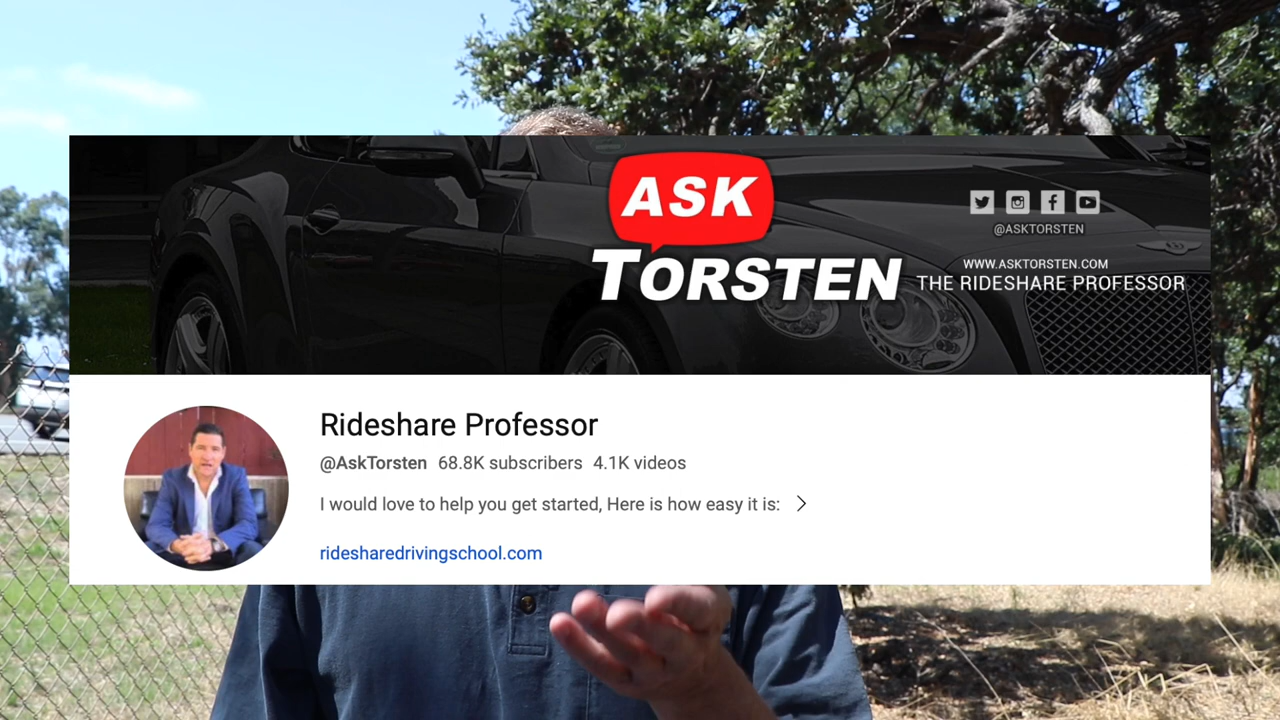 ASK
TORSTEN
@ASKTORSTEN
WWW.ASKTORSTEN.COM
THE RIDESHARE PROFESSOR
Rideshare Professor
@AskTorsten 68.8K subscribers 4.1K videos
I would love to help you get started, Here is how easy it is:
ridesharedrivingschool.com